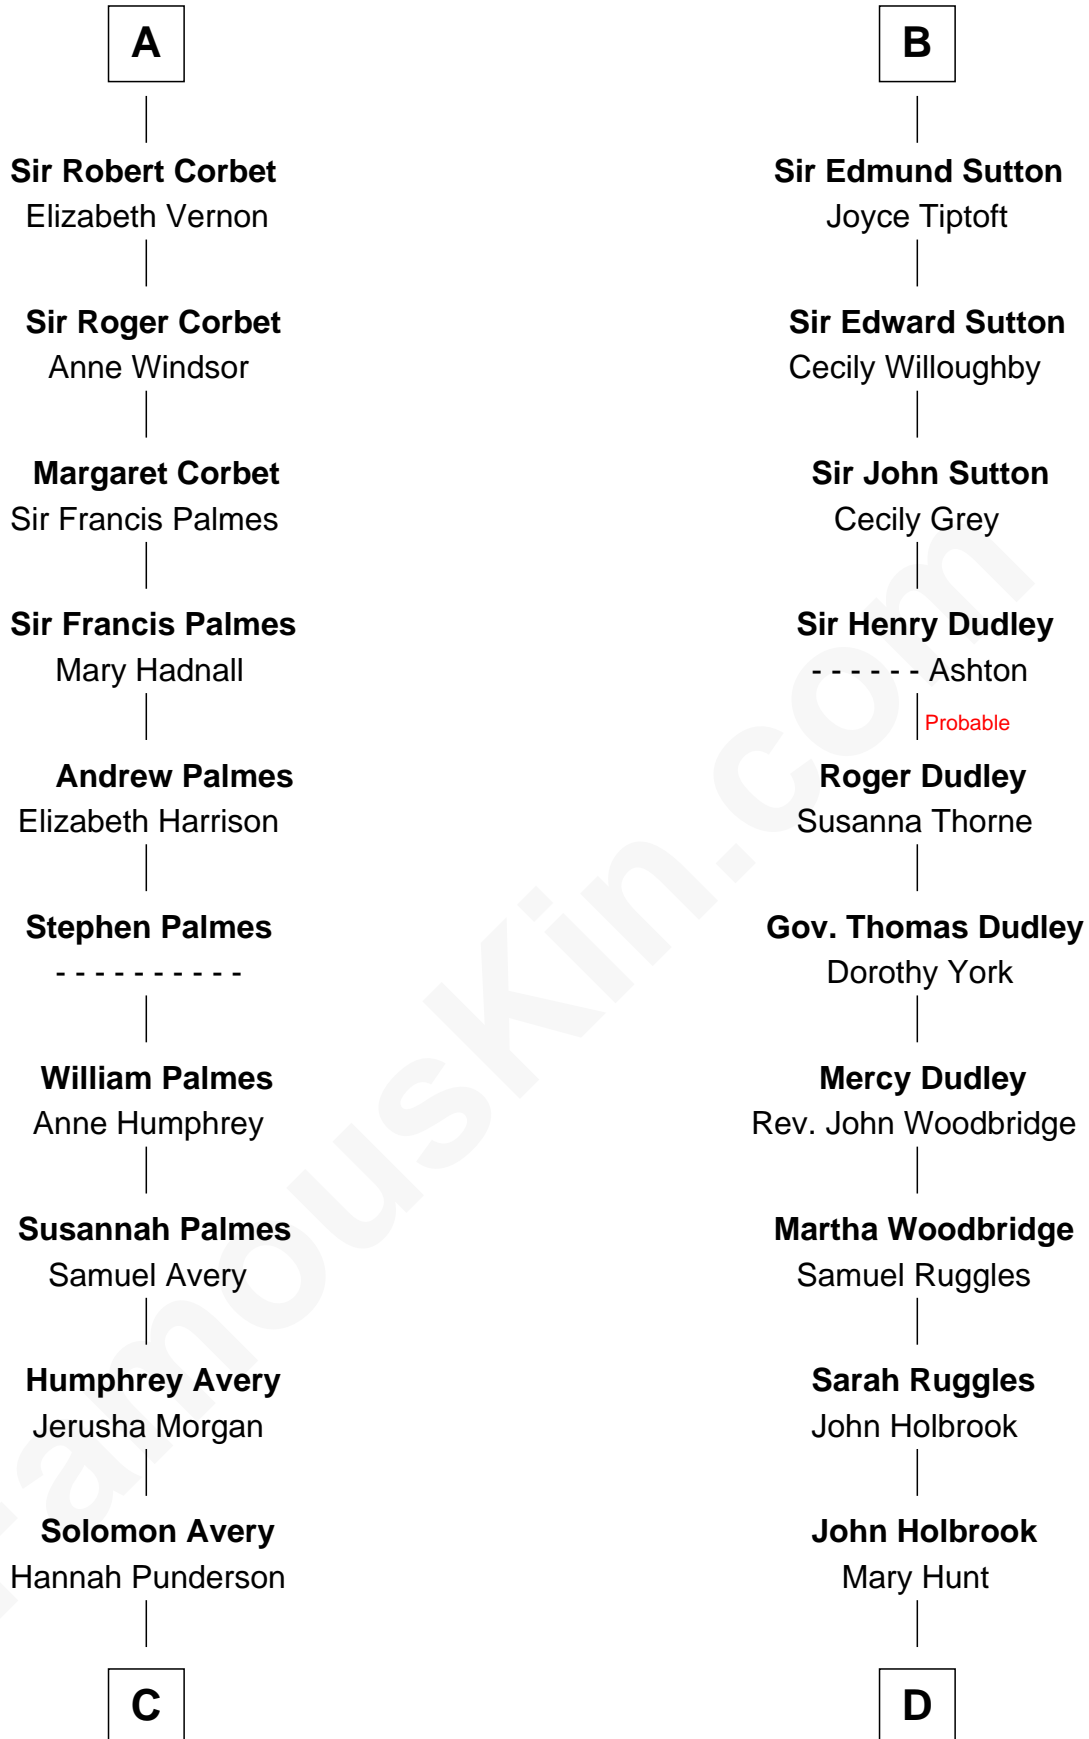 A
Sir Robert Corbet
Elizabeth Vernon
Sir Roger Corbet
Anne Windsor
Margaret Corbet
Sir Francis Palmes
Sir Francis Palmes
Mary Hadnall
Andrew Palmes
Elizabeth Harrison
Stephen Palmes
- - - - - - - - - -
William Palmes
Anne Humphrey
Susannah Palmes
Samuel Avery
Humphrey Avery
Jerusha Morgan
Solomon Avery
Hannah Punderson
C
B
Sir Edmund Sutton
Joyce Tiptoft
Sir Edward Sutton
Cecily Willoughby
Sir John Sutton
Cecily Grey
Sir Henry Dudley
- - - - - - Ashton
Probable
Roger Dudley
Susanna Thorne
Gov. Thomas Dudley
Dorothy York
Mercy Dudley
Rev. John Woodbridge
Martha Woodbridge
Samuel Ruggles
Sarah Ruggles
John Holbrook
John Holbrook
Mary Hunt
D
FamousKin.com